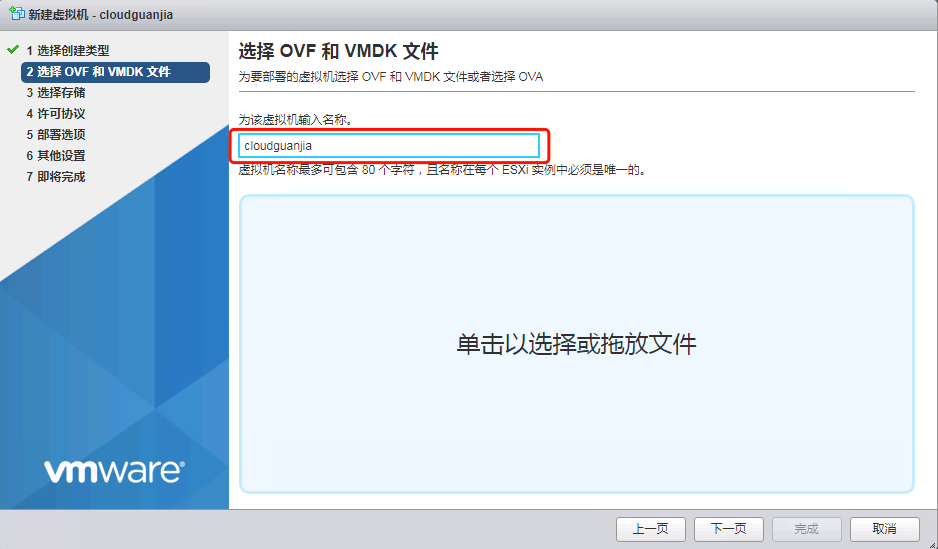 新建虚拟机 - cloudguanjia
1 选择创建类型
2 选择 OVF 和 VMDK 文件
3 选择存储
4 许可协议
5 部署选项
6 其他设置
7 即将完成
vmware®
选择 OVF 和 VMDK 文件
为要部署的虚拟机选择 OVF 和 VMDK 文件或者选择 OVA
为该虚拟机输入名称。
cloudguanjia
虚拟机名称最多可包含 80 个字符，且名称在每个 ESXi 实例中必须是唯一的。
单击以选择或拖放文件
上一页
下一页
完成
取消